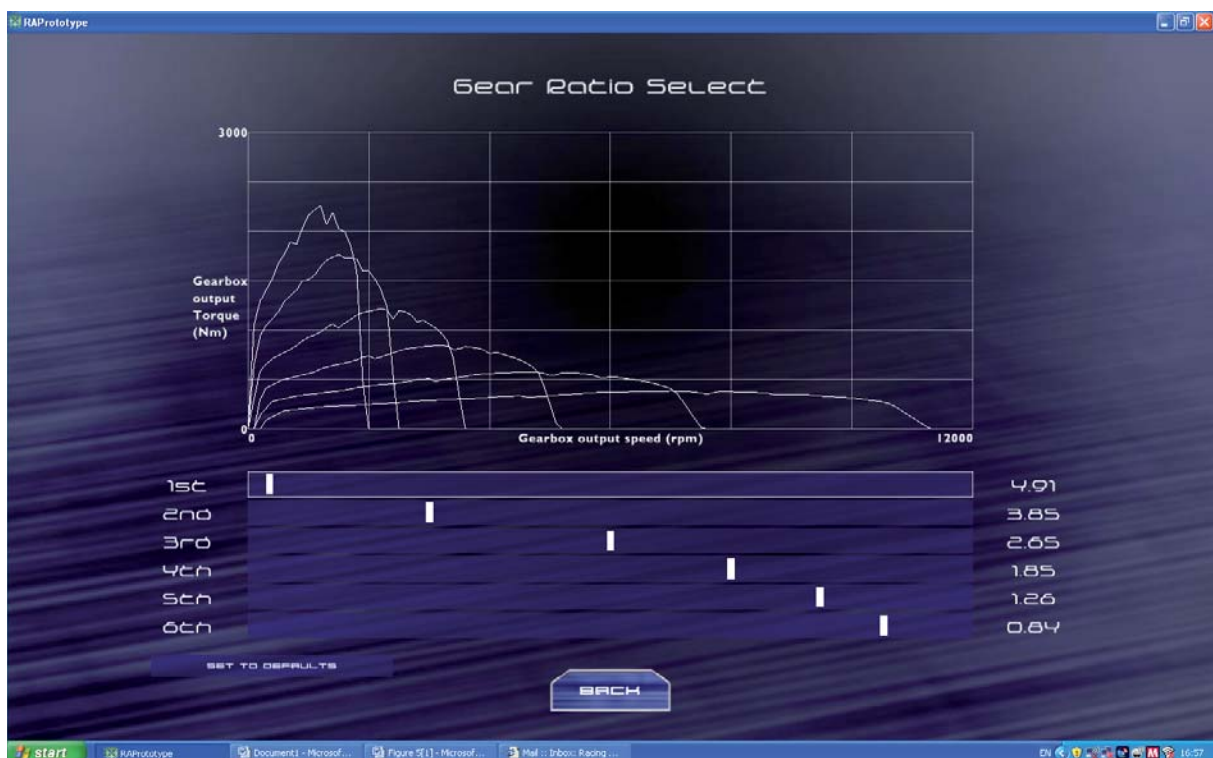 RAPrototype
Gear Ratio Select
3000
Gearbox
output
Torque
(Nm)
0
0
Gearbox output speed (rpm)
12000
1st 4.91
2nd 3.85
3rd 2.65
4th 1.85
5th 1.26
6th 0.84
SET TO DEFAULTS
BACK
start RAPrototype Document1 - Microsof... Figure 5[1] - Microsof... Mail :: Inbox: Racing ... EN 16:57